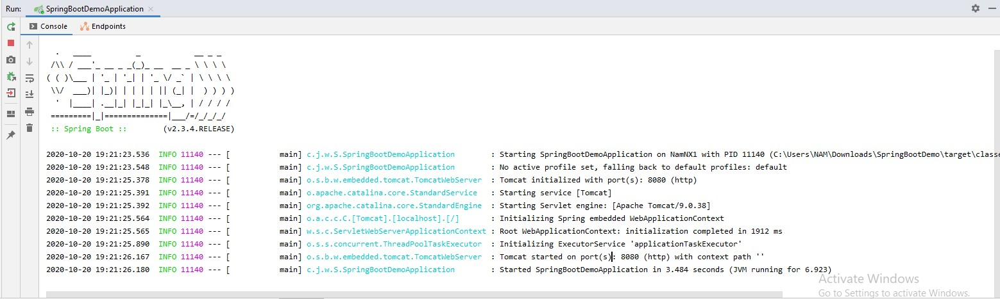 Run: SpringBootDemoApplication
Console Endpoints
  .   ____          _            __ _ _
 /\\ / ___'_ __ _ _(_)_ __  __ _ \ \ \ \
( ( )\___ | '_ | '_| | '_ \/ _` | \ \ \ \
 \\/  ___)| |_)| | | | | || (_| |  ) ) ) )
  '  |____| .__|_| |_|_| |_\__, | / / / /
 =========|_|==============|___/=/_/_/_/
 :: Spring Boot ::        (v2.3.4.RELEASE)
2020-10-20 19:21:23.536  INFO 11140 --- [           main] c.j.w.S.SpringBootDemoApplication        : Starting SpringBootDemoApplication on NamNX1 with PID 11140 (C:\Users\NAM\Downloads\SpringBootDemo\target\classe
2020-10-20 19:21:23.548  INFO 11140 --- [           main] c.j.w.S.SpringBootDemoApplication        : No active profile set, falling back to default profiles: default
2020-10-20 19:21:25.378  INFO 11140 --- [           main] o.s.b.w.embedded.tomcat.TomcatWebServer  : Tomcat initialized with port(s): 8080 (http)
2020-10-20 19:21:25.391  INFO 11140 --- [           main] o.apache.catalina.core.StandardService   : Starting service [Tomcat]
2020-10-20 19:21:25.392  INFO 11140 --- [           main] org.apache.catalina.core.StandardEngine  : Starting Servlet engine: [Apache Tomcat/9.0.38]
2020-10-20 19:21:25.564  INFO 11140 --- [           main] o.a.c.c.C.[Tomcat].[localhost].[/]       : Initializing Spring embedded WebApplicationContext
2020-10-20 19:21:25.565  INFO 11140 --- [           main] w.s.c.ServletWebServerApplicationContext : Root WebApplicationContext: initialization completed in 1912 ms
2020-10-20 19:21:25.890  INFO 11140 --- [           main] o.s.s.concurrent.ThreadPoolTaskExecutor  : Initializing ExecutorService 'applicationTaskExecutor'
2020-10-20 19:21:26.167  INFO 11140 --- [           main] o.s.b.w.embedded.tomcat.TomcatWebServer  : Tomcat started on port(s): 8080 (http) with context path ''
2020-10-20 19:21:26.180  INFO 11140 --- [           main] c.j.w.S.SpringBootDemoApplication        : Started SpringBootDemoApplication in 3.484 seconds (JVM running for 6.923)
Activate Windows
Go to Settings to activate Windows.